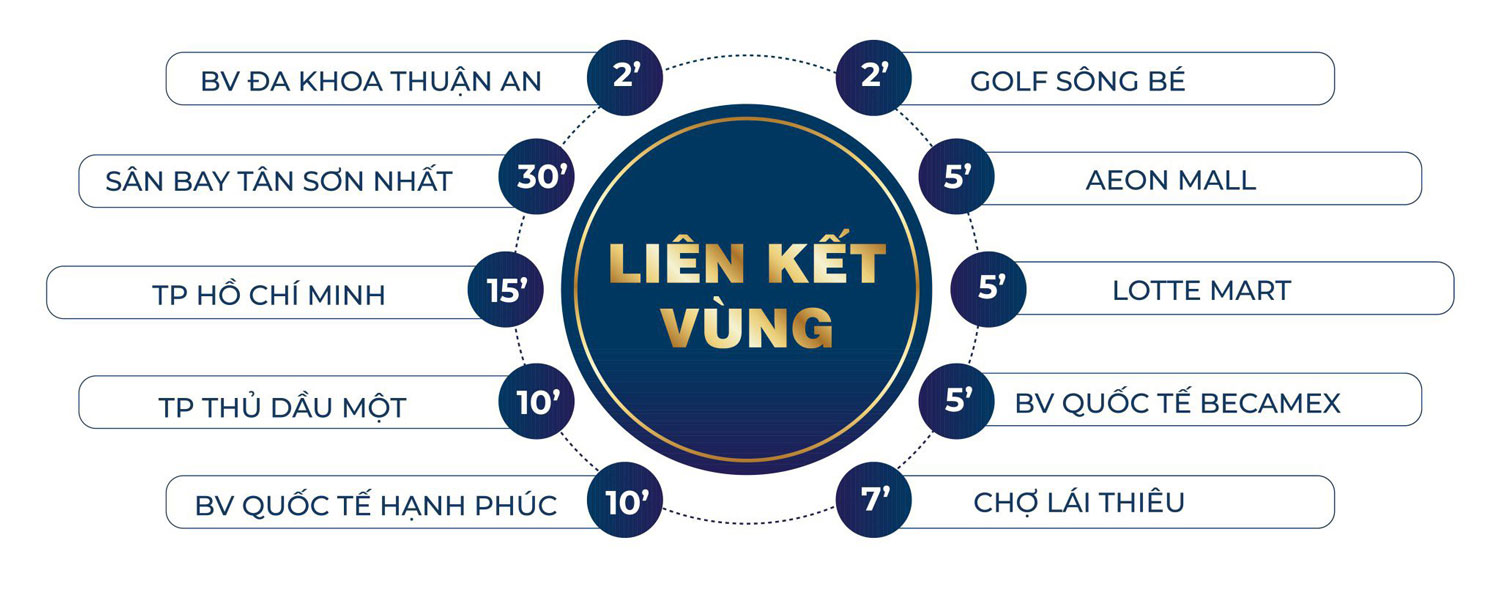 BV ĐA KHOA THUẬN AN 2’
SÂN BAY TÂN SƠN NHẤT 30’
TP HỒ CHÍ MINH 15’
TP THỦ DẦU MỘT 10’
BV QUỐC TẾ HẠNH PHÚC 10’
LIÊN KẾT
VÙNG
2’ GOLF SÔNG BÉ
5’ AEON MALL
5’ LOTTE MART
5’ BV QUỐC TẾ BECAMEX
7’ CHỢ LÁI THIÊU